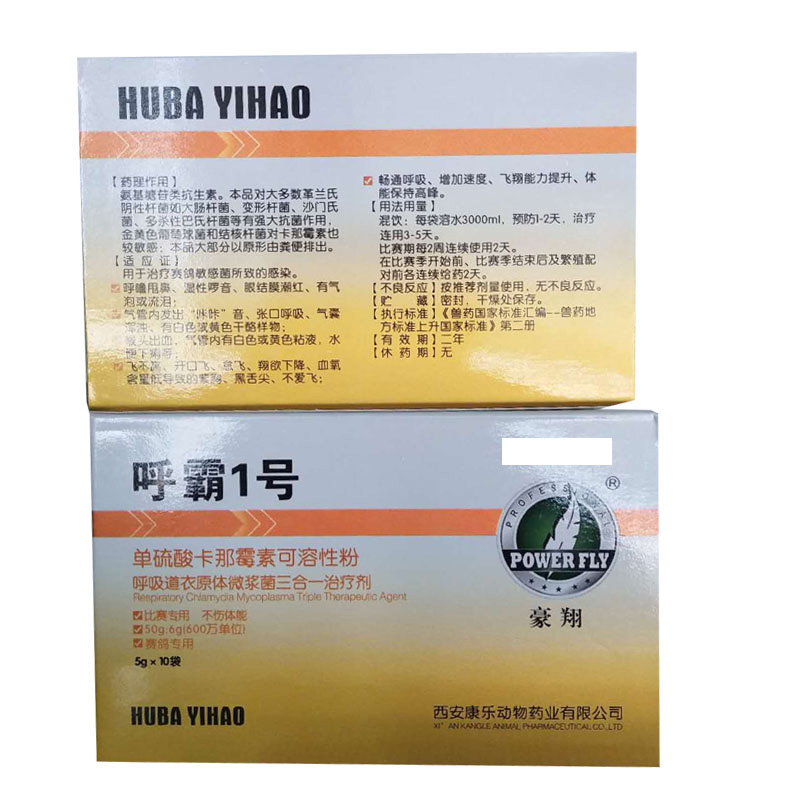 HUBA YIHAO
【药理作用】
氨基糖苷类抗生素。本品对大多数革兰氏
阴性杆菌如大肠杆菌、变形杆菌、沙门氏
菌、多杀性巴氏杆菌等有强大抗菌作用，
金黄色葡萄球菌和结核杆菌对卡那霉素也
较敏感；本品大部分以原形由粪便排出。
【适应证】
用于治疗赛鸽敏感菌所致的感染。
呼噜甩鼻、湿性啰音、眼结膜潮红、有气
泡或流泪；
气管内发出“咔咔”音、张口呼吸、气囊
浑浊、有白色或黄色干酪样物；
喉头出血，气管内有白色或黄色粘液，水
便下痢等
飞不高、开口飞、怠飞、翔欲下降、血氧
含量低导致的紫胸、黑舌尖、不爱飞；
畅通呼吸、增加速度、飞翔能力提升、体
能保持高峰。
【用法用量】
混饮：每袋溶水3000ml，预防1-2天，治疗
连用3-5天。
比赛期每2周连续使用2天。
在比赛季开始前、比赛季结束后及繁殖配
对前各连续给药2天。
【不良反应】按推荐剂量使用，无不良反应。
【贮 藏】密封，干燥处保存。
【执行标准】《兽药国家标准汇编--兽药地
方标准上升国家标准》第二册
【有效期】二年
【休药期】无
呼霸1号
单硫酸卡那霉素可溶性粉
呼吸道衣原体微浆菌三合一治疗剂
Respiratory Chlamydia Mycoplasma Triple Therapeutic Agent
比赛专用 不伤体能
50g:6g(600万单位)
赛鸽专用
5g×10袋
HUBA YIHAO
®
PROFESSIONAL
POWER FLY
豪翔
西安康乐动物药业有限公司
XI'AN KANGLE ANIMAL PHARMACEUTICAL CO.,LTD